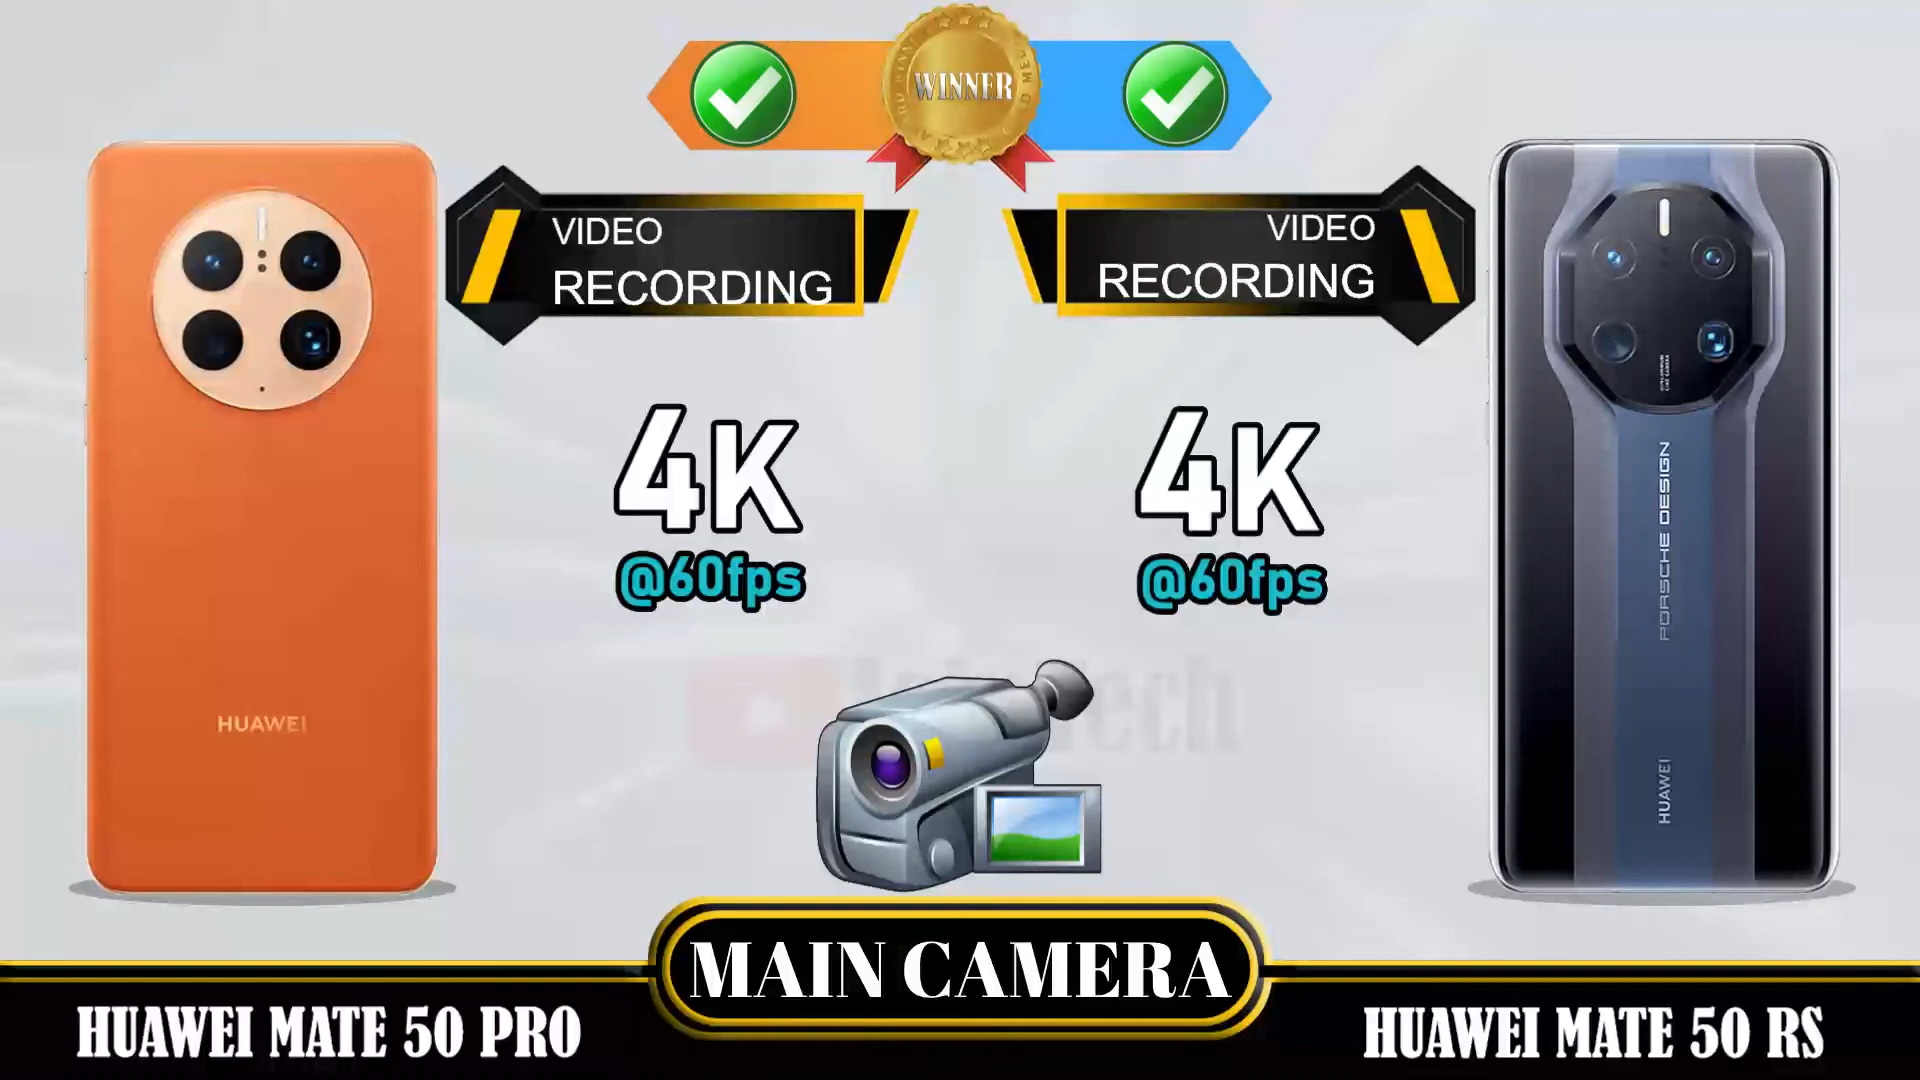 WINNER
VIDEO
RECORDING
VIDEO
RECORDING
4K
@60fps
4K
@60fps
HUAWEI
PORSCHE DESIGN
HUAWEI
MAIN CAMERA
HUAWEI MATE 50 PRO
HUAWEI MATE 50 RS